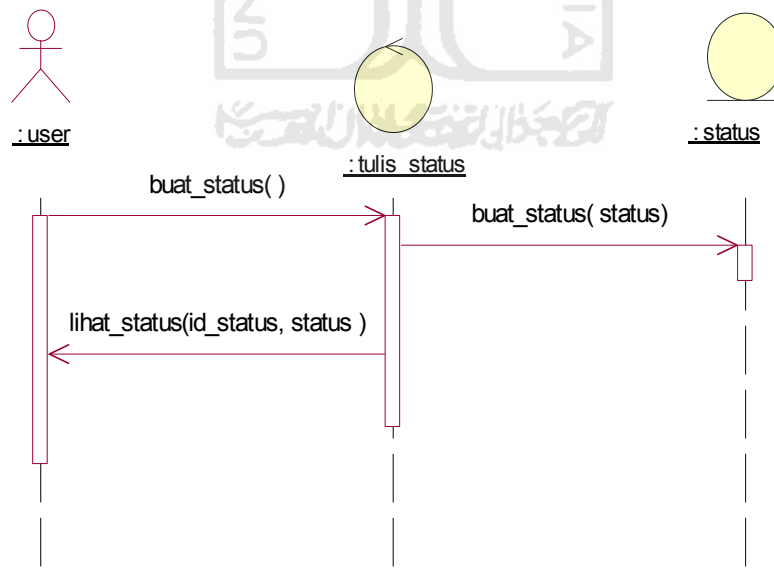 : user
: tulis_status
: status
buat_status( )
buat_status( status)
lihat_status(id_status, status )